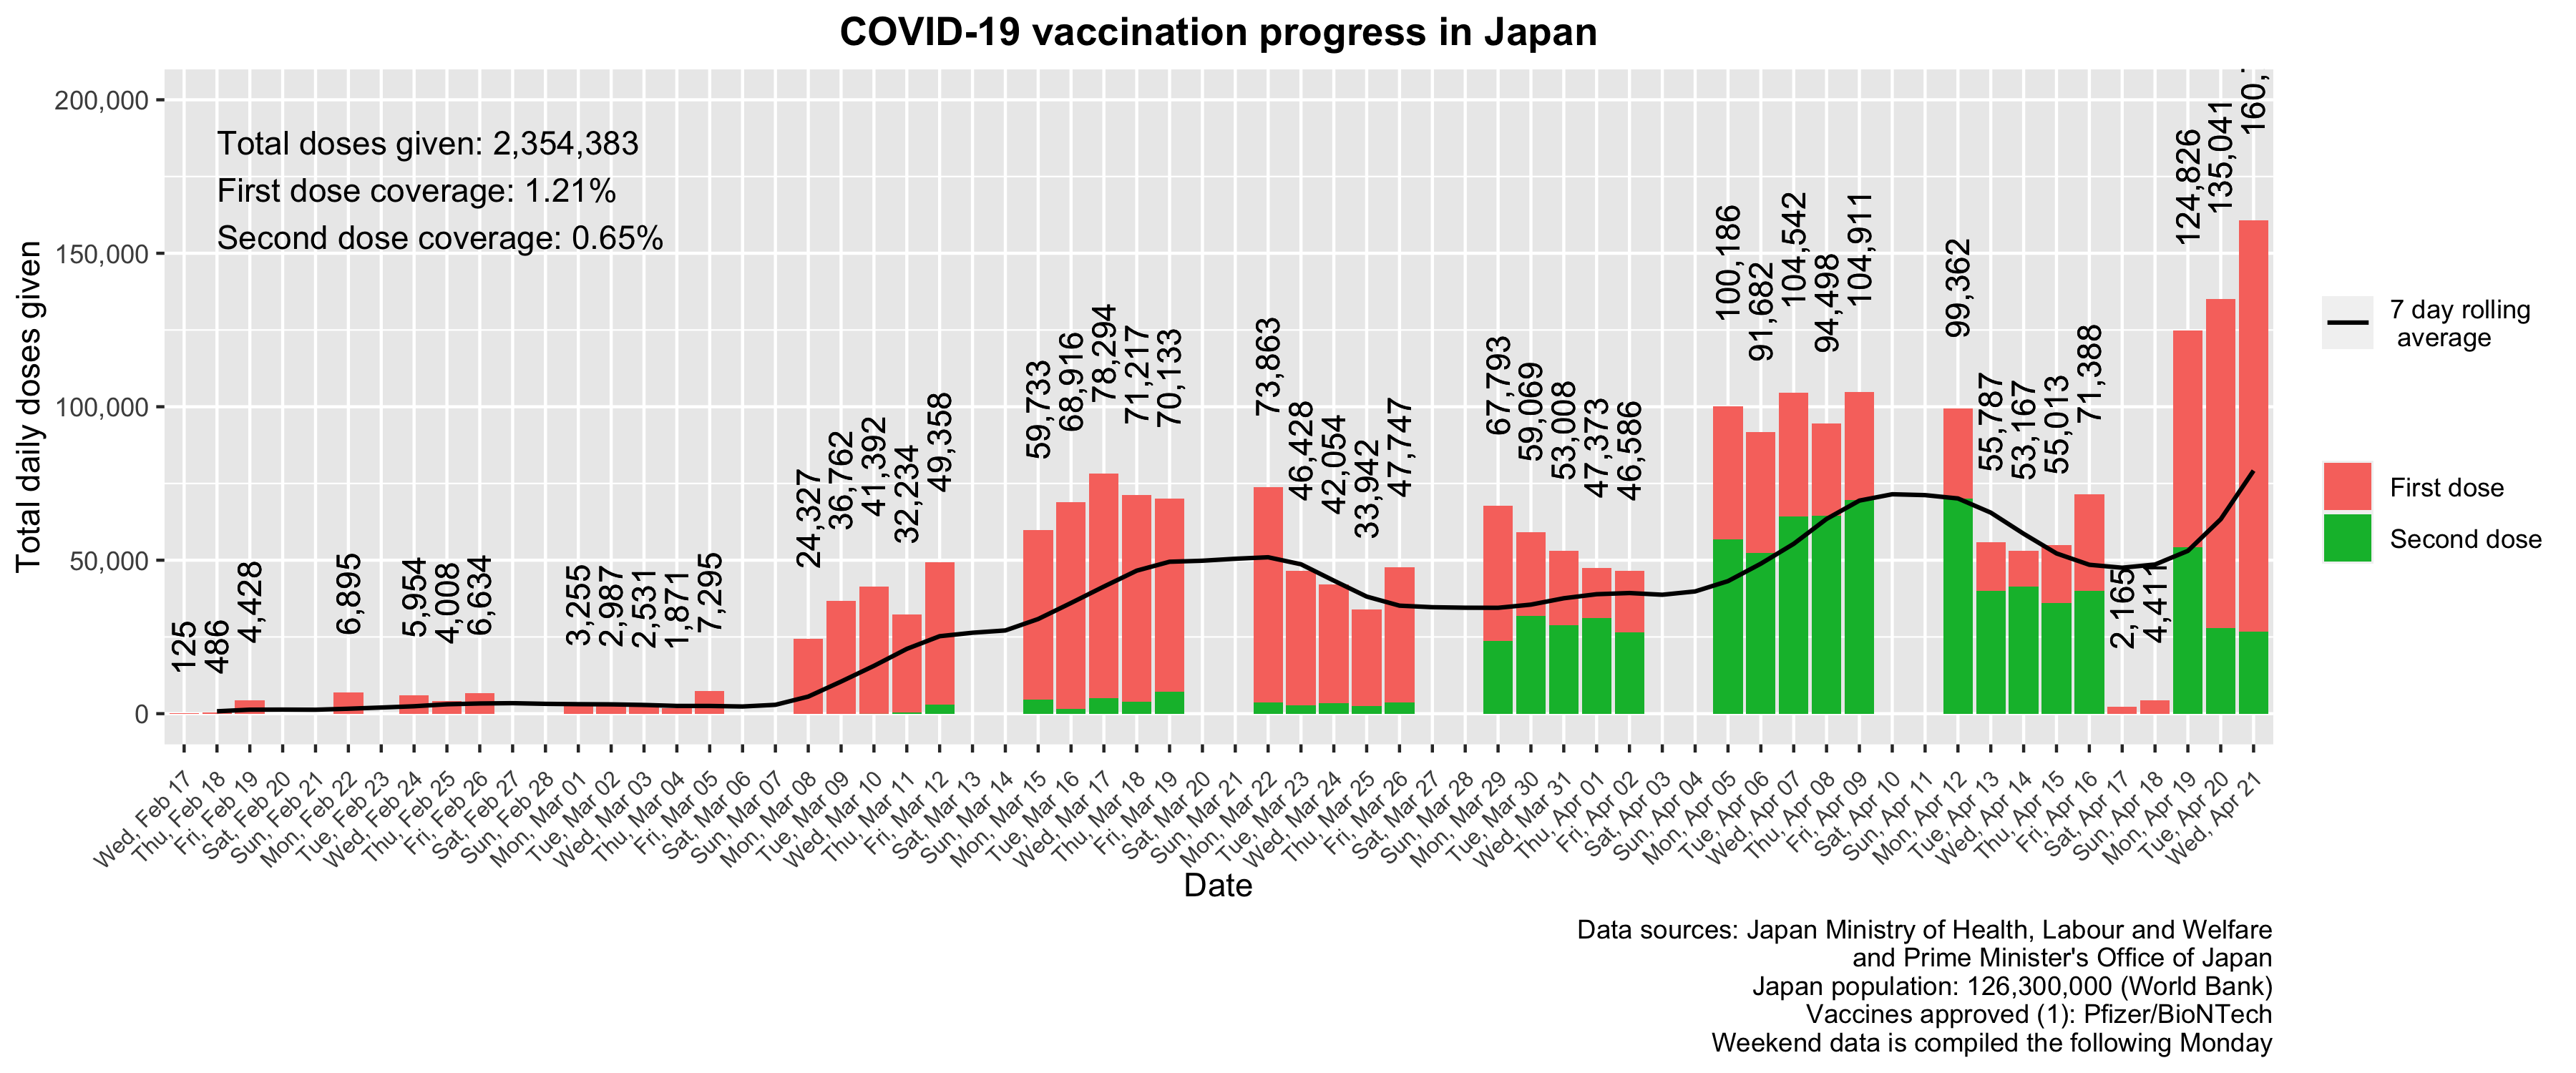 COVID-19 vaccination progress in Japan
Total daily doses given
200,000
150,000
100,000
50,000
0
Total doses given: 2,354,383
First dose coverage: 1.21%
Second dose coverage: 0.65%
125
486
4,428
6,895
5,954
4,008
6,634
3,255
2,987
2,531
1,871
7,295
24,327
36,762
41,392
32,234
49,358
59,733
68,916
78,294
71,217
70,133
73,863
46,428
42,054
33,942
47,747
67,793
59,069
53,008
47,373
46,586
100,186
91,682
104,542
94,498
104,911
99,362
55,787
53,167
55,013
71,388
2,165
4,411
124,826
135,041
160,
Wed, Feb 17
Thu, Feb 18
Fri, Feb 19
Sat, Feb 20
Sun, Feb 21
Mon, Feb 22
Tue, Feb 23
Wed, Feb 24
Thu, Feb 25
Fri, Feb 26
Sat, Feb 27
Sun, Feb 28
Mon, Mar 01
Tue, Mar 02
Wed, Mar 03
Thu, Mar 04
Fri, Mar 05
Sat, Mar 06
Sun, Mar 07
Mon, Mar 08
Tue, Mar 09
Wed, Mar 10
Thu, Mar 11
Fri, Mar 12
Sat, Mar 13
Sun, Mar 14
Mon, Mar 15
Tue, Mar 16
Wed, Mar 17
Thu, Mar 18
Fri, Mar 19
Sat, Mar 20
Sun, Mar 21
Mon, Mar 22
Tue, Mar 23
Wed, Mar 24
Thu, Mar 25
Fri, Mar 26
Sat, Mar 27
Sun, Mar 28
Mon, Mar 29
Tue, Mar 30
Wed, Mar 31
Thu, Apr 01
Fri, Apr 02
Sat, Apr 03
Sun, Apr 04
Mon, Apr 05
Tue, Apr 06
Wed, Apr 07
Thu, Apr 08
Fri, Apr 09
Sat, Apr 10
Sun, Apr 11
Mon, Apr 12
Tue, Apr 13
Wed, Apr 14
Thu, Apr 15
Fri, Apr 16
Sat, Apr 17
Sun, Apr 18
Mon, Apr 19
Tue, Apr 20
Wed, Apr 21
Date
7 day rolling
average
First dose
Second dose
Data sources: Japan Ministry of Health, Labour and Welfare
and Prime Minister's Office of Japan
Japan population: 126,300,000 (World Bank)
Vaccines approved (1): Pfizer/BioNTech
Weekend data is compiled the following Monday